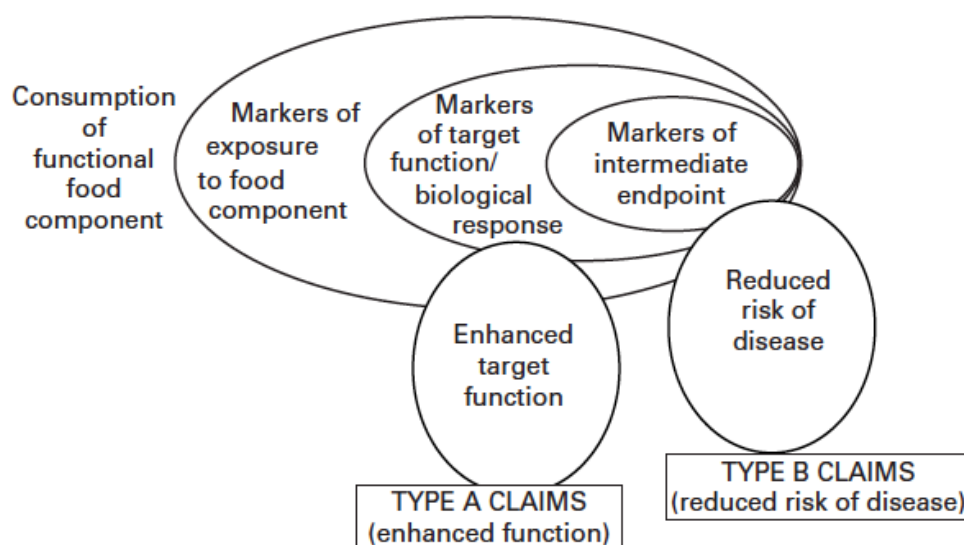 Consumption
of
functional
food
component
Markers of
exposure
to food
component
Markers
of target
function/
biological
response
Markers of
intermediate
endpoint
Enhanced
target
function
Reduced
risk of
disease
TYPE A CLAIMS
(enhanced function)
TYPE B CLAIMS
(reduced risk of disease)